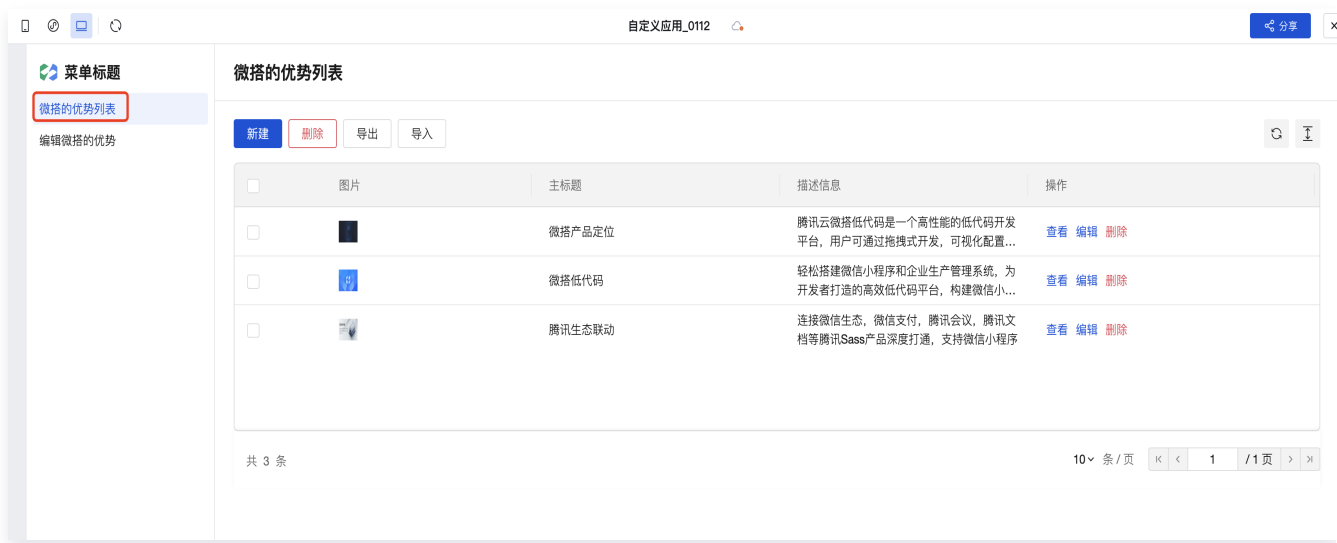 自定义应用_0112
分享
菜单标题
微搭的优势列表
编辑微搭的优势
微搭的优势列表
新建 删除 导出 导入
图片 主标题 描述信息 操作
微搭产品定位
腾讯云微搭低代码是一个高性能的低代码开发
平台，用户可通过拖拽式开发，可视化配置...
查看 编辑 删除
微搭低代码
轻松搭建微信小程序和企业生产管理系统，为
开发者打造的高效低代码平台，构建微信小...
查看 编辑 删除
腾讯生态联动
连接微信生态，微信支付，腾讯会议，腾讯文
档等腾讯Sass产品深度打通，支持微信小程序
查看 编辑 删除
共 3 条
10 条 / 页 1 / 1 页